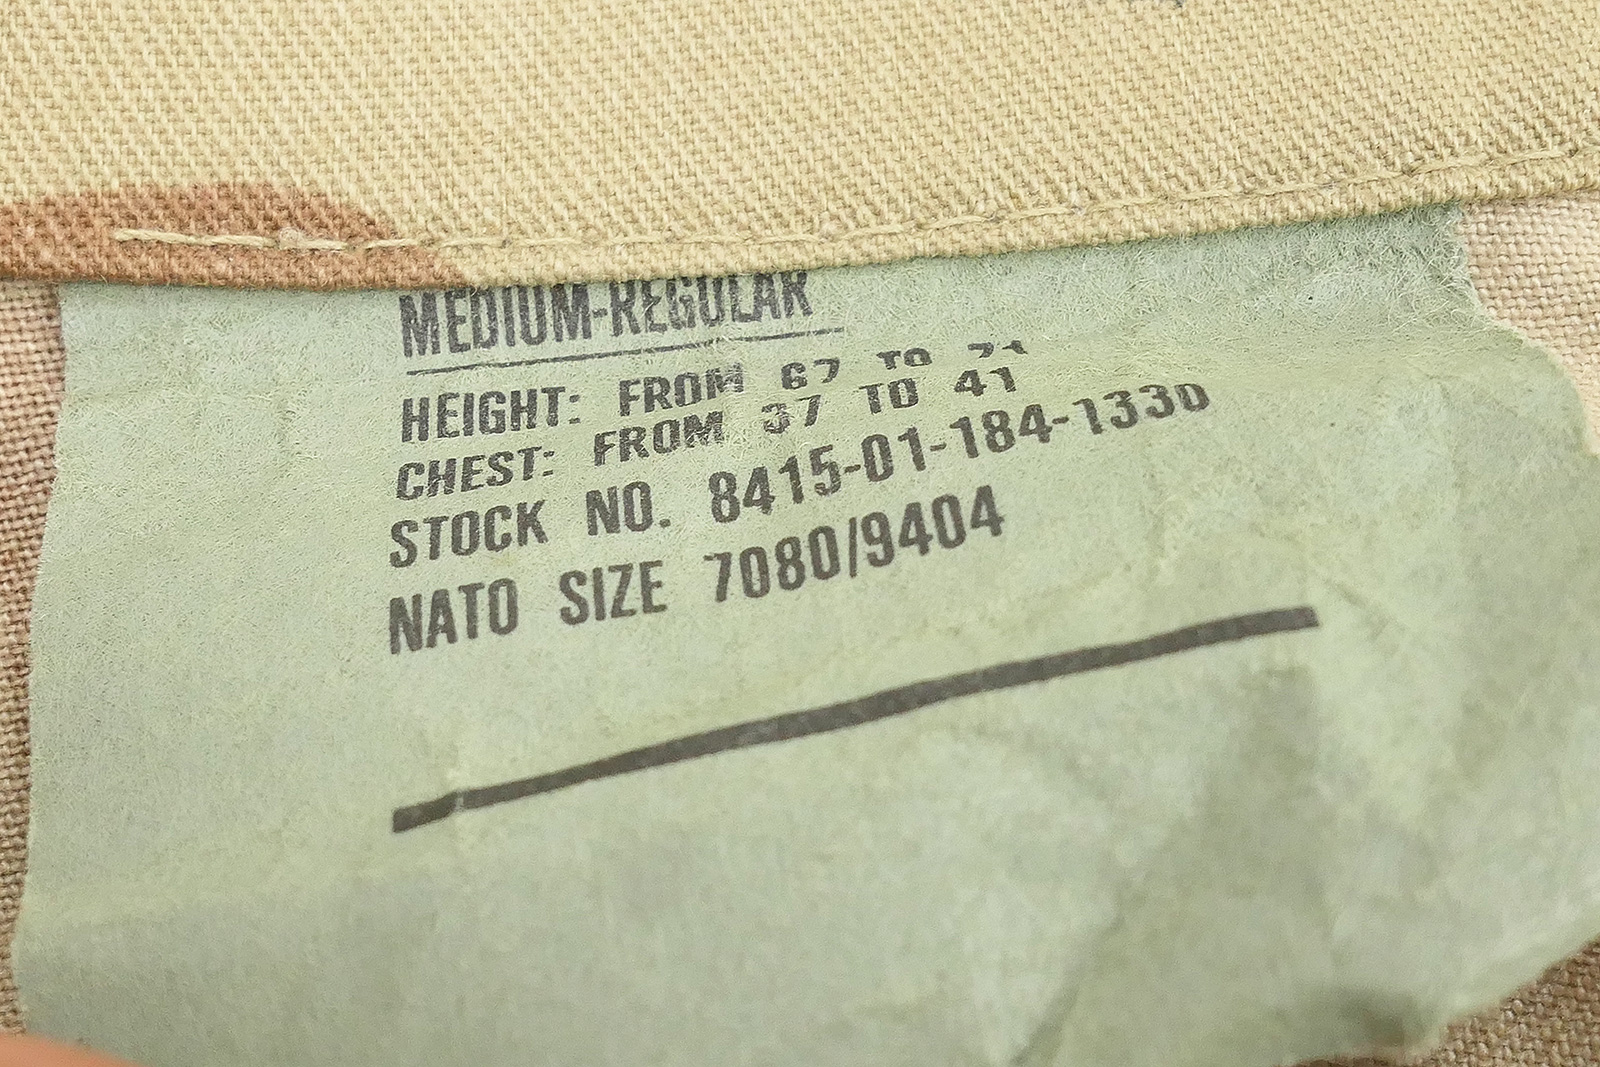 MEDIUM-REGULAR
HEIGHT: FROM 67 TO 71
CHEST: FROM 37 TO 41
STOCK NO. 8415-01-184-1330
NATO SIZE 7080/9404